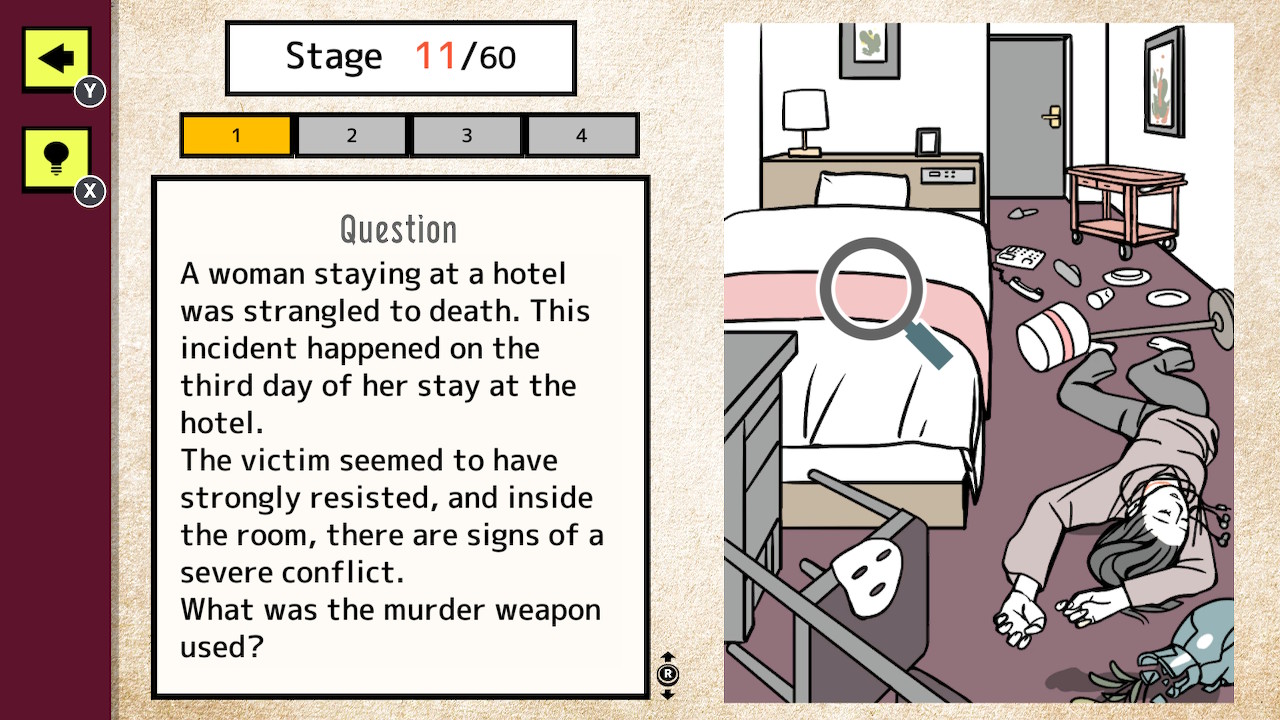 Y
X
Stage 11/60
1 2 3 4
Question
A woman staying at a hotel
was strangled to death. This
incident happened on the
third day of her stay at the
hotel.
The victim seemed to have
strongly resisted, and inside
the room, there are signs of a
severe conflict.
What was the murder weapon
used?
R